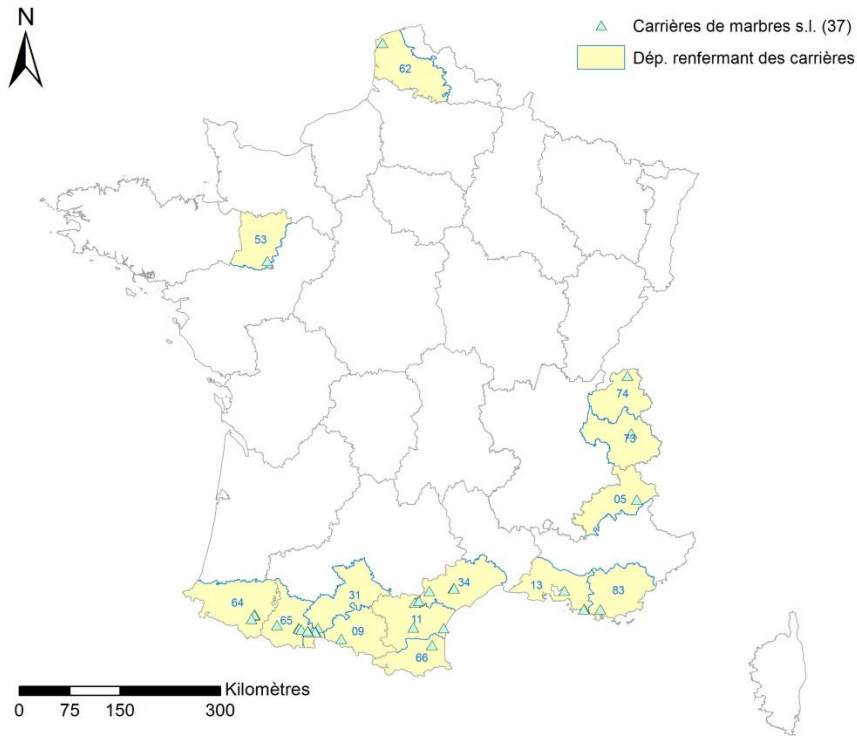 N
Carrières de marbres s.l. (37)
Dép. renfermant des carrières
62
53
74
73
05
34
13
83
31
64
65
11
09
66
Kilomètres
0 75 150 300